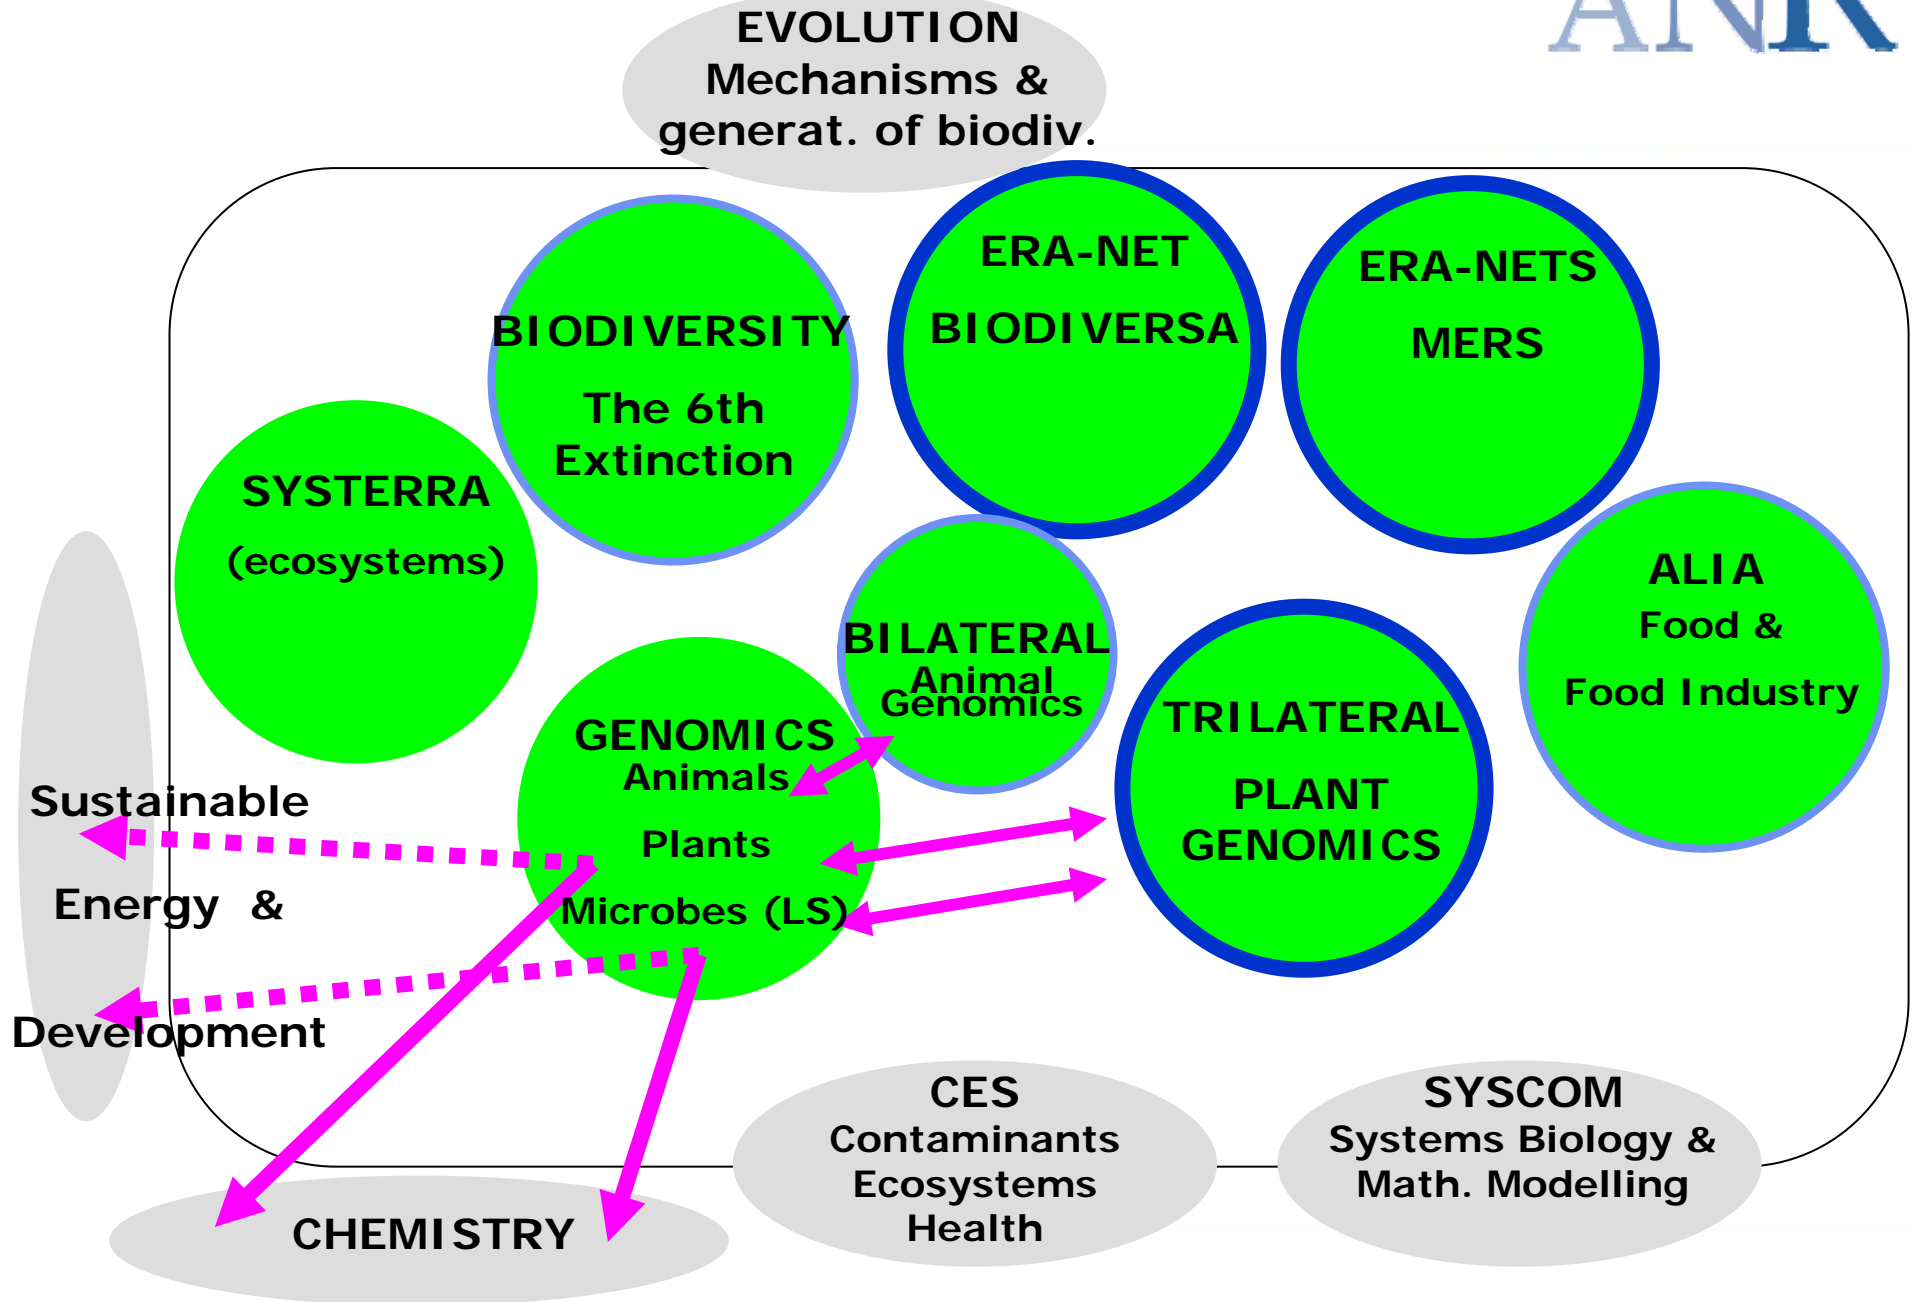 ANR
EVOLUTION
Mechanisms &
generat. of biodiv.
ERA-NET
BIODIVERSA
ERA-NETS
MERS
BIODIVERSITY
The 6th
Extinction
SYSTERRA
(ecosystems)
ALIA
Food &
Food Industry
BILATERAL
Animal
Genomics
TRILATERAL
PLANT
GENOMICS
GENOMICS
Animals
Plants
Microbes (LS)
Sustainable
Energy &
Development
CES
Contaminants
Ecosystems
Health
SYSCOM
Systems Biology &
Math. Modelling
CHEMISTRY